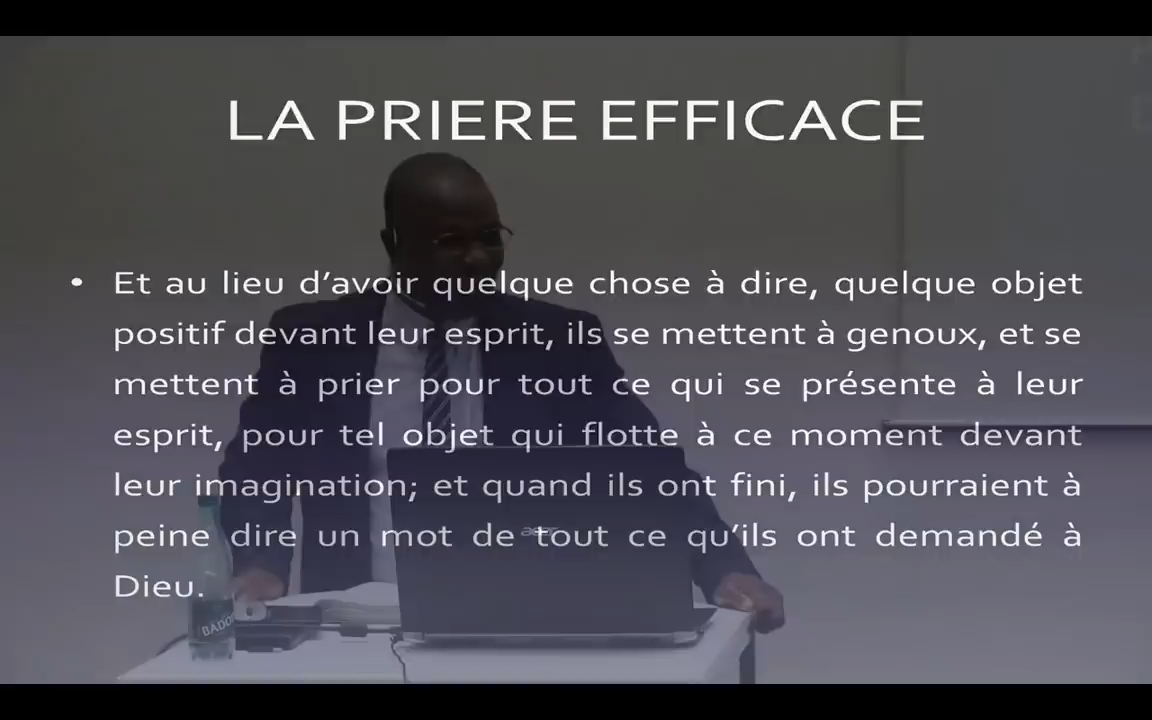 LA PRIERE EFFICACE
• Et au lieu d’avoir quelque chose à dire, quelque objet
positif devant leur esprit, ils se mettent à genoux, et se
mettent à prier pour tout ce qui se présente à leur
esprit, pour tel objet qui flotte à ce moment devant
leur imagination; et quand ils ont fini, ils pourraient à
peine dire un mot de tout ce qu’ils ont demandé à
Dieu.
acer
BADO